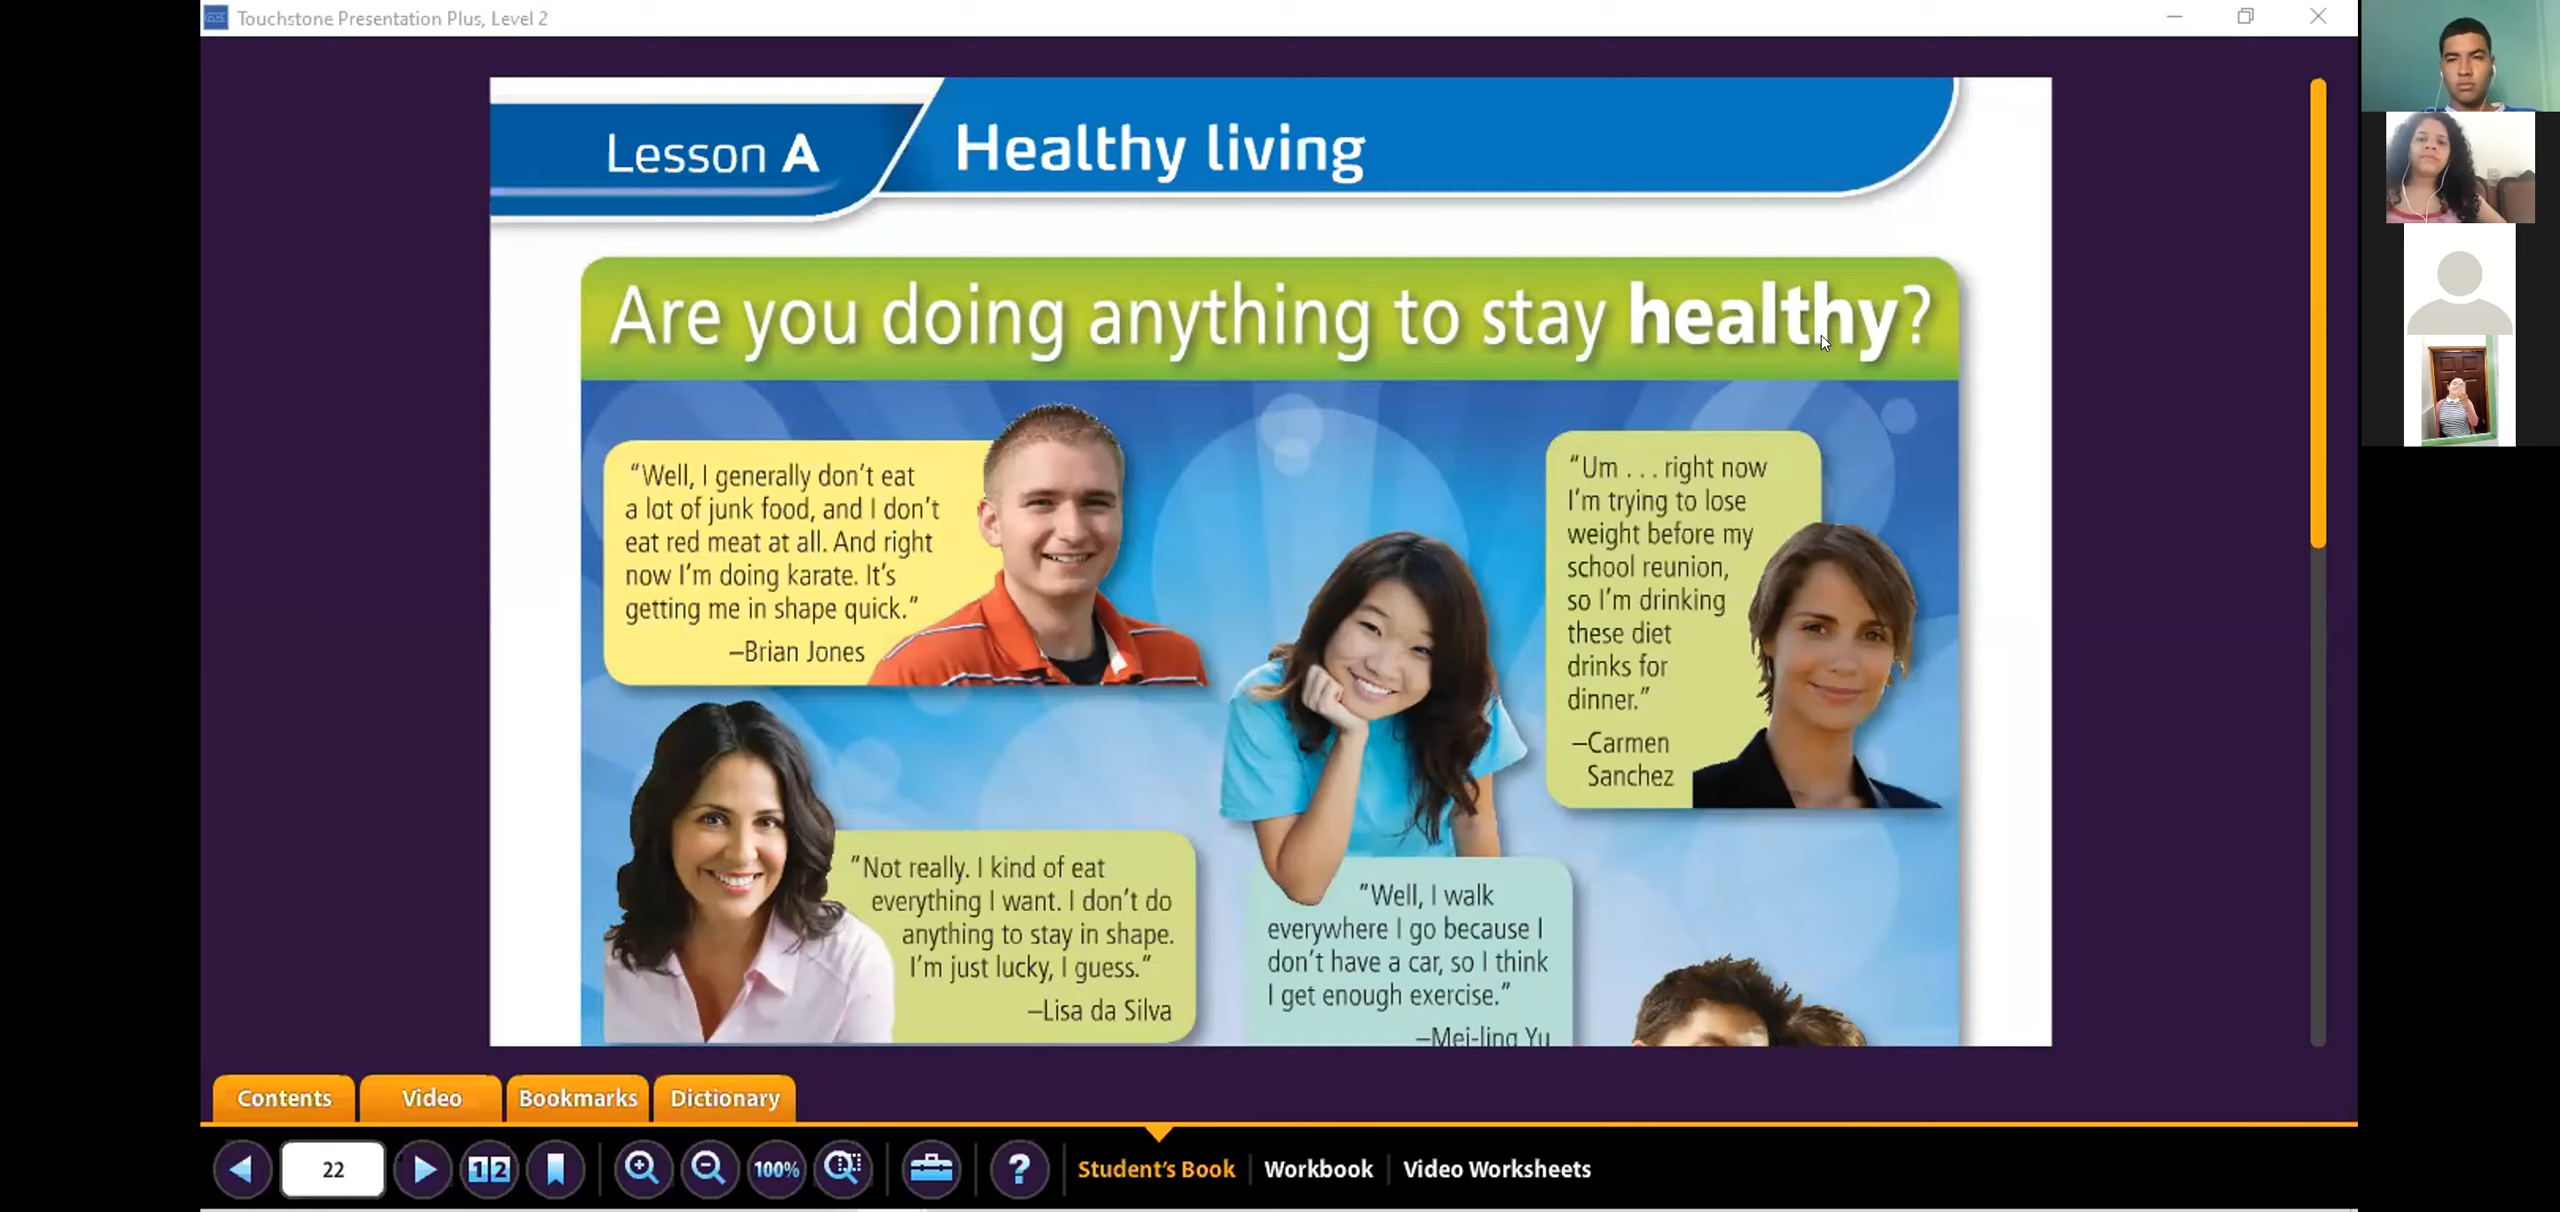 Touchstone Presentation Plus, Level 2
Lesson A
Healthy living
Are you doing anything to stay healthy?
“Well, I generally don’t eat
a lot of junk food, and I don’t
eat red meat at all. And right
now I’m doing karate. It’s
getting me in shape quick.”
–Brian Jones
“Um . . . right now
I’m trying to lose
weight before my
school reunion,
so I’m drinking
these diet
drinks for
dinner.”
–Carmen
Sanchez
“Not really. I kind of eat
everything I want. I don’t do
anything to stay in shape.
I’m just lucky, I guess.”
–Lisa da Silva
“Well, I walk
everywhere I go because I
don’t have a car, so I think
I get enough exercise.”
–Mei-ling Yu
Contents
Video
Bookmarks
Dictionary
22
12
100%
?
Student’s Book
Workbook
Video Worksheets